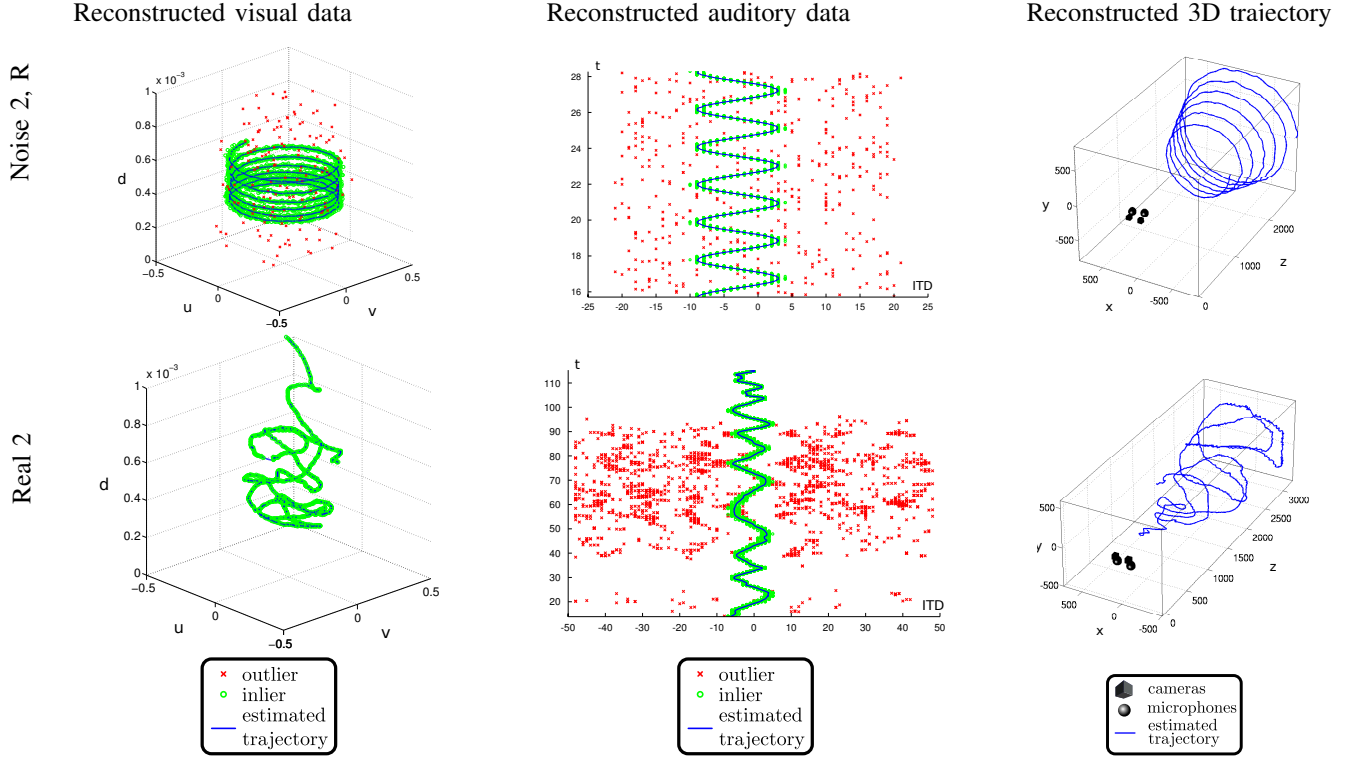 Reconstructed visual data
Reconstructed auditory data
Reconstructed 3D trajectory
Noise 2, R
x 10 −3
1
0.8
0.6
0.4
0.2
0
d
−0.5
0
−0.5
u
0
0.5
v
t
28
26
24
22
20
18
16
ITD
-25 -20 -15 -10 -5 0 5 10 15 20 25
500
0
-500
y
500
0
-500
x
0
1000
2000
z
Real 2
x 10 −3
1
0.8
0.6
0.4
0.2
0
d
−0.5
0
−0.5
u
0
0.5
v
t
110
100
90
80
70
60
50
40
30
20
ITD
-50 -40 -30 -20 -10 0 10 20 30 40 50
500
0
-500
y
500
0
-500
x
0
500
1000
1500
2000
2500
3000
z
outlier
inlier
estimated
trajectory
outlier
inlier
estimated
trajectory
cameras
microphones
estimated
trajectory